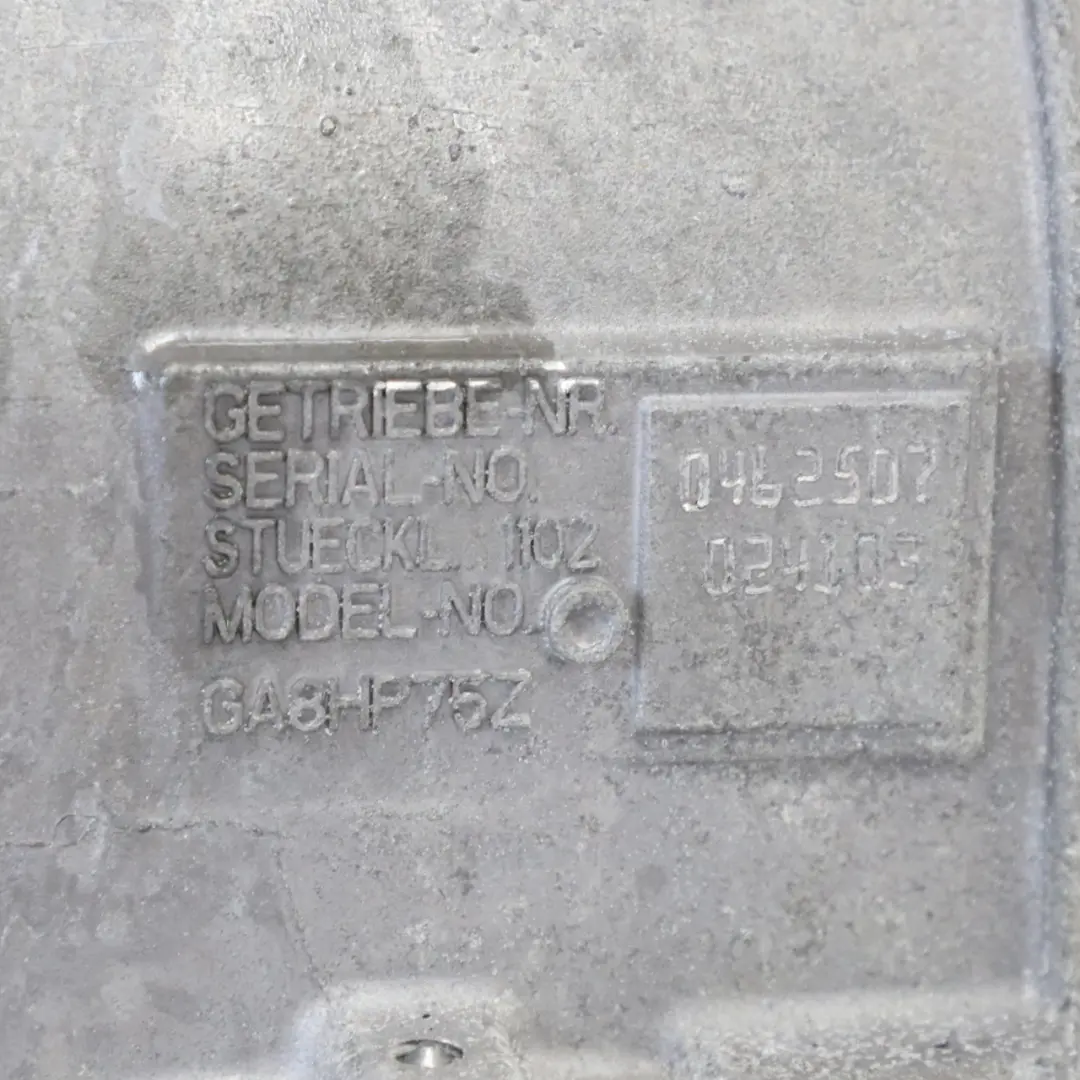 GETRIEBE-NR.
SERIAL-NO. 0462507
STUECKL. 1102 024103
MODEL-NO.
GA8HP75Z